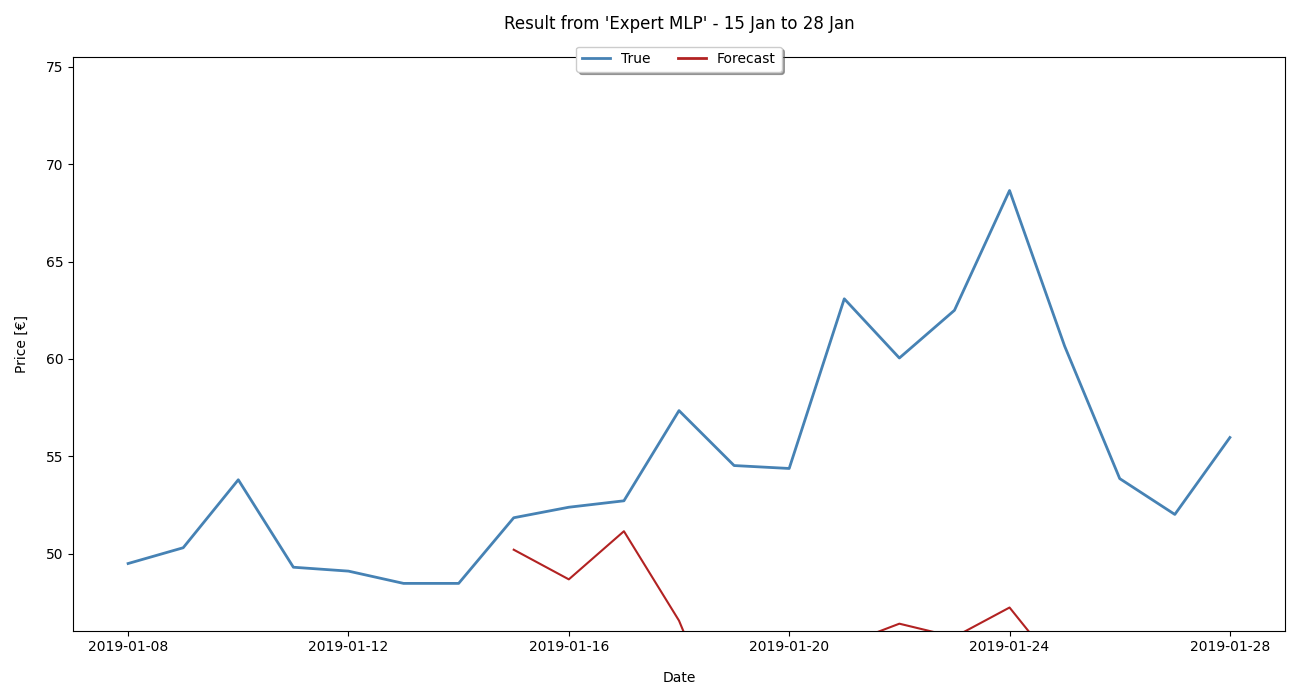 Result from 'Expert MLP' - 15 Jan to 28 Jan
True Forecast
75
70
65
60
55
50
Price [€]
2019-01-08 2019-01-12 2019-01-16 2019-01-20 2019-01-24 2019-01-28
Date